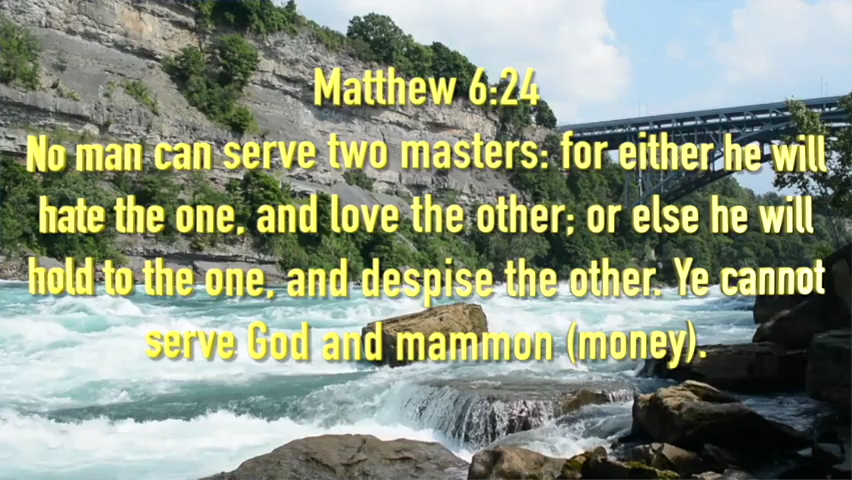 Matthew 6:24
No man can serve two masters: for either he will
hate the one, and love the other; or else he will
hold to the one, and despise the other. Ye cannot
serve God and mammon (money).